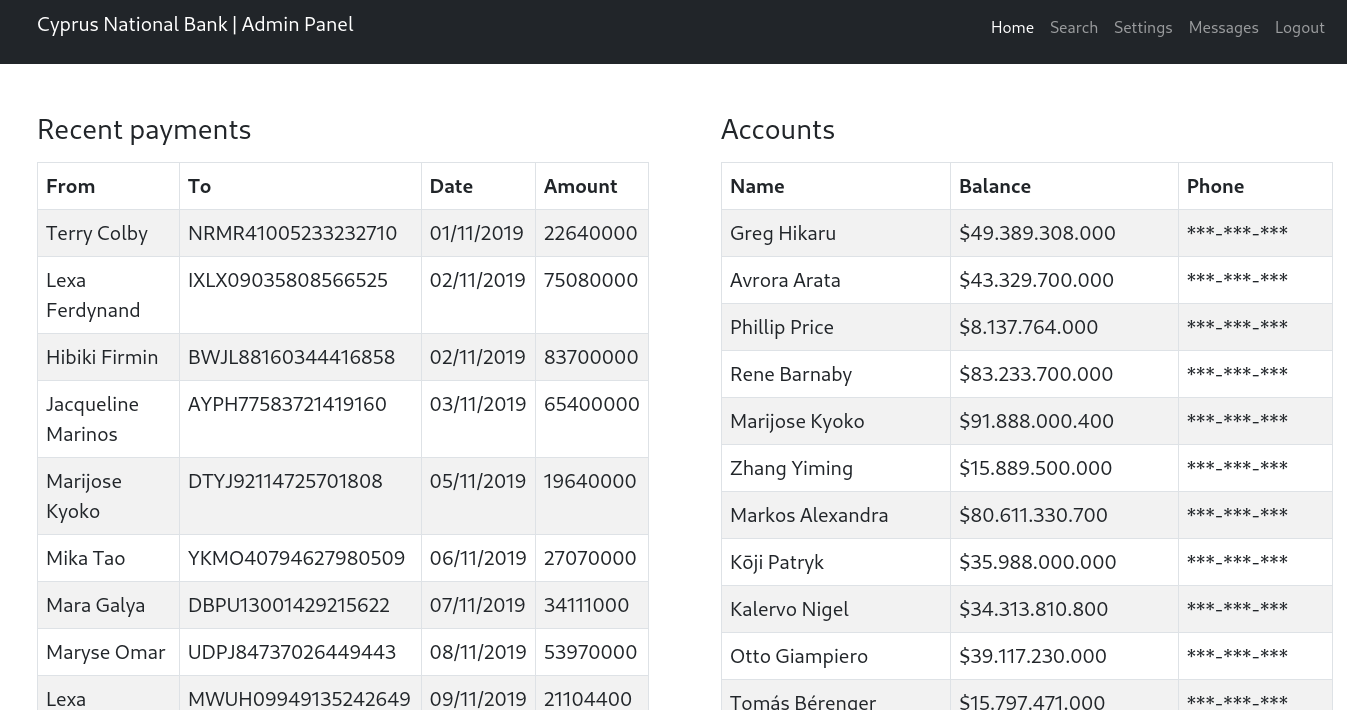 Cyprus National Bank | Admin Panel
Home Search Settings Messages Logout
Recent payments
From To Date Amount
Terry Colby NRMR41005233232710 01/11/2019 22640000
Lexa Ferdynand IXLX09035808566525 02/11/2019 75080000
Hibiki Firmin BWJL88160344416858 02/11/2019 83700000
Jacqueline Marinos AYPH77583721419160 03/11/2019 65400000
Marijose Kyoko DTYJ92114725701808 05/11/2019 19640000
Mika Tao YKMO40794627980509 06/11/2019 27070000
Mara Galya DBPU13001429215622 07/11/2019 34111000
Maryse Omar UDPJ84737026449443 08/11/2019 53970000
Lexa MWUH09949135242649 09/11/2019 21104400
Accounts
Name Balance Phone
Greg Hikaru $49.389.308.000 ***-***-***
Avrora Arata $43.329.700.000 ***-***-***
Phillip Price $8.137.764.000 ***-***-***
Rene Barnaby $83.233.700.000 ***-***-***
Marijose Kyoko $91.888.000.400 ***-***-***
Zhang Yiming $15.889.500.000 ***-***-***
Markos Alexandra $80.611.330.700 ***-***-***
Kōji Patryk $35.988.000.000 ***-***-***
Kalervo Nigel $34.313.810.800 ***-***-***
Otto Giampiero $39.117.230.000 ***-***-***
Tomás Bérenger $15.797.471.000 ***-***-***